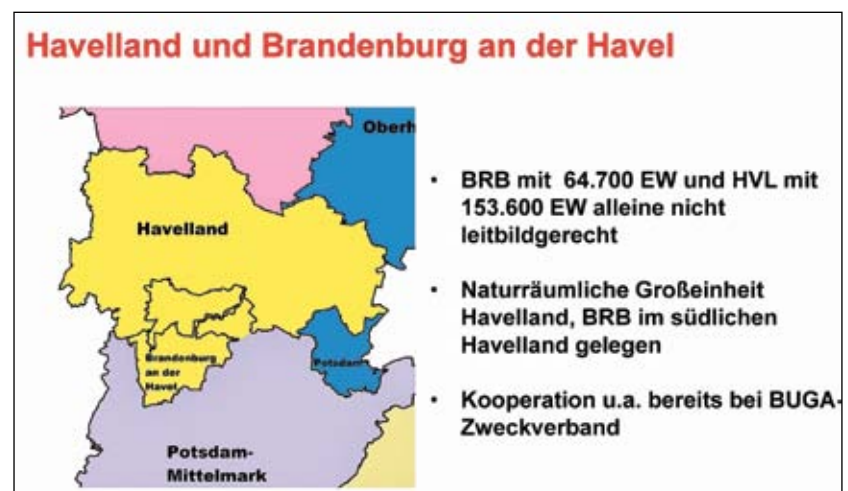 Havelland und Brandenburg an der Havel
Oberh
Havelland
Brandenburg
an der
Havel
Potsdam
Potsdam-
Mittelmark
• BRB mit 64.700 EW und HVL mit
153.600 EW alleine nicht
leitbildgerecht
• Naturräumliche Großeinheit
Havelland, BRB im südlichen
Havelland gelegen
• Kooperation u.a. bereits bei BUGA-
Zweckverband